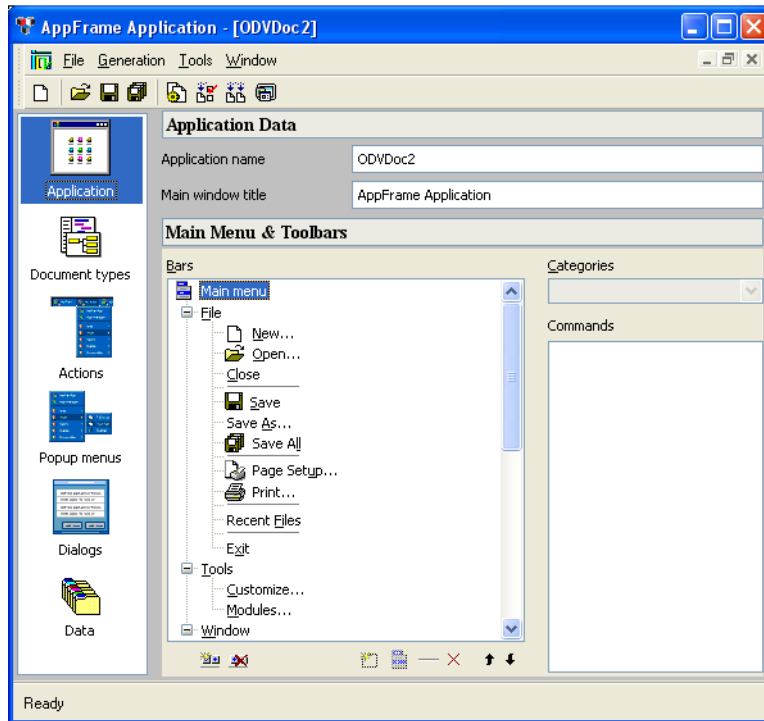 AppFrame Application - [ODVDoc2]
File Generation Tools Window
Application Data
Application name ODVDoc2
Main window title AppFrame Application
Main Menu & Toolbars
Application
Document types
Actions
Popup menus
Dialogs
Data
Bars
Main menu
File
New...
Open...
Close
Save
Save As...
Save All
Page Setup...
Print...
Recent Files
Exit
Tools
Customize...
Modules...
Window
Categories
Commands
Ready